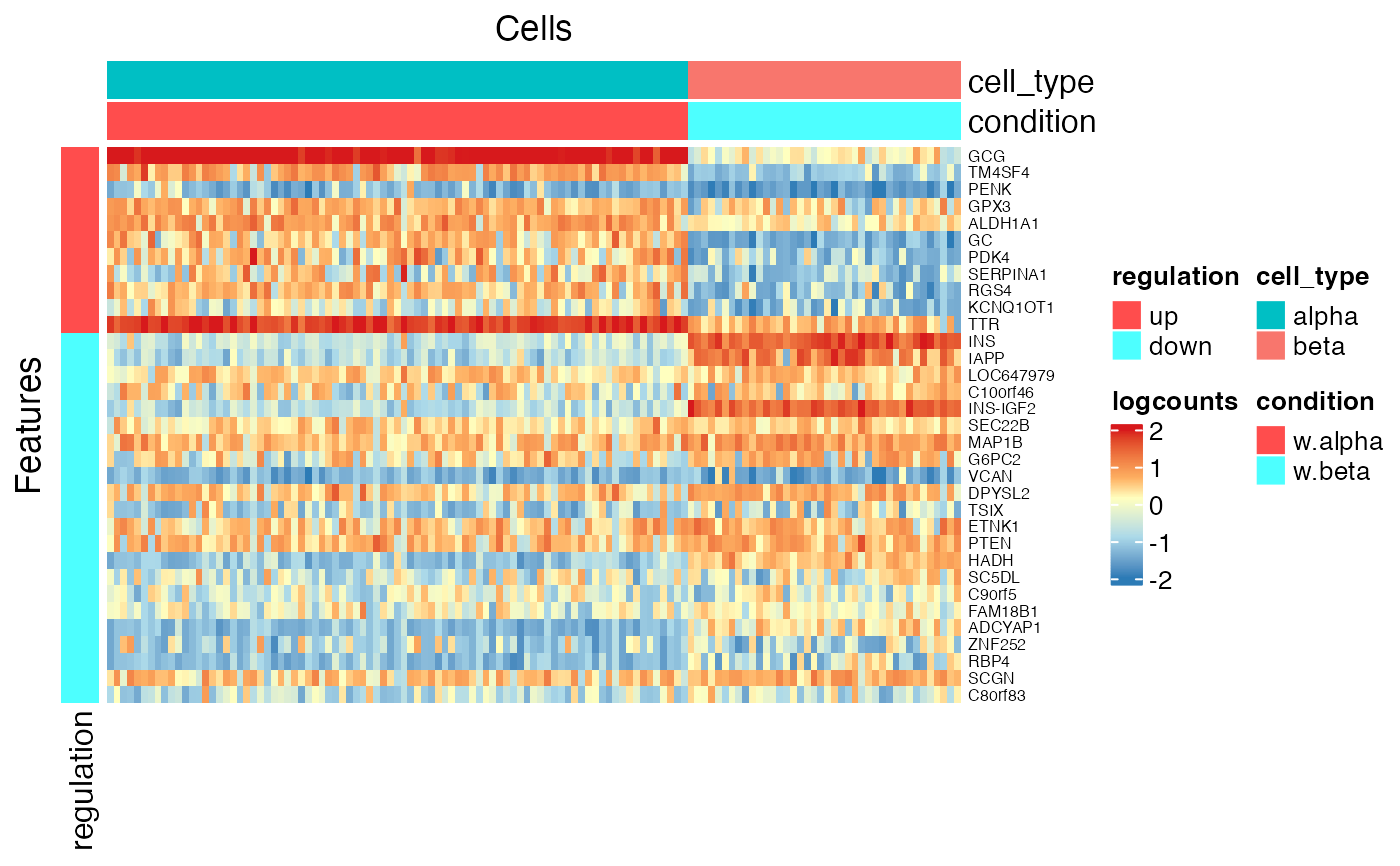 Cells
cell_type
condition
GCG
TM4SF4
PENK
GPX3
ALDH1A1
GC
PDK4
SERPINA1
RGS4
KCNQ1OT1
TTR
INS
IAPP
LOC647979
C10orf46
INS-IGF2
SEC22B
MAP1B
G6PC2
VCAN
DPYSL2
TSIX
ETNK1
PTEN
HADH
SC5DL
C9orf5
FAM18B1
ADCYAP1
ZNF252
RBP4
SCGN
C8orf83
Features
regulation
regulation
up
down
cell_type
alpha
beta
logcounts
2
1
0
-1
-2
condition
w.alpha
w.beta